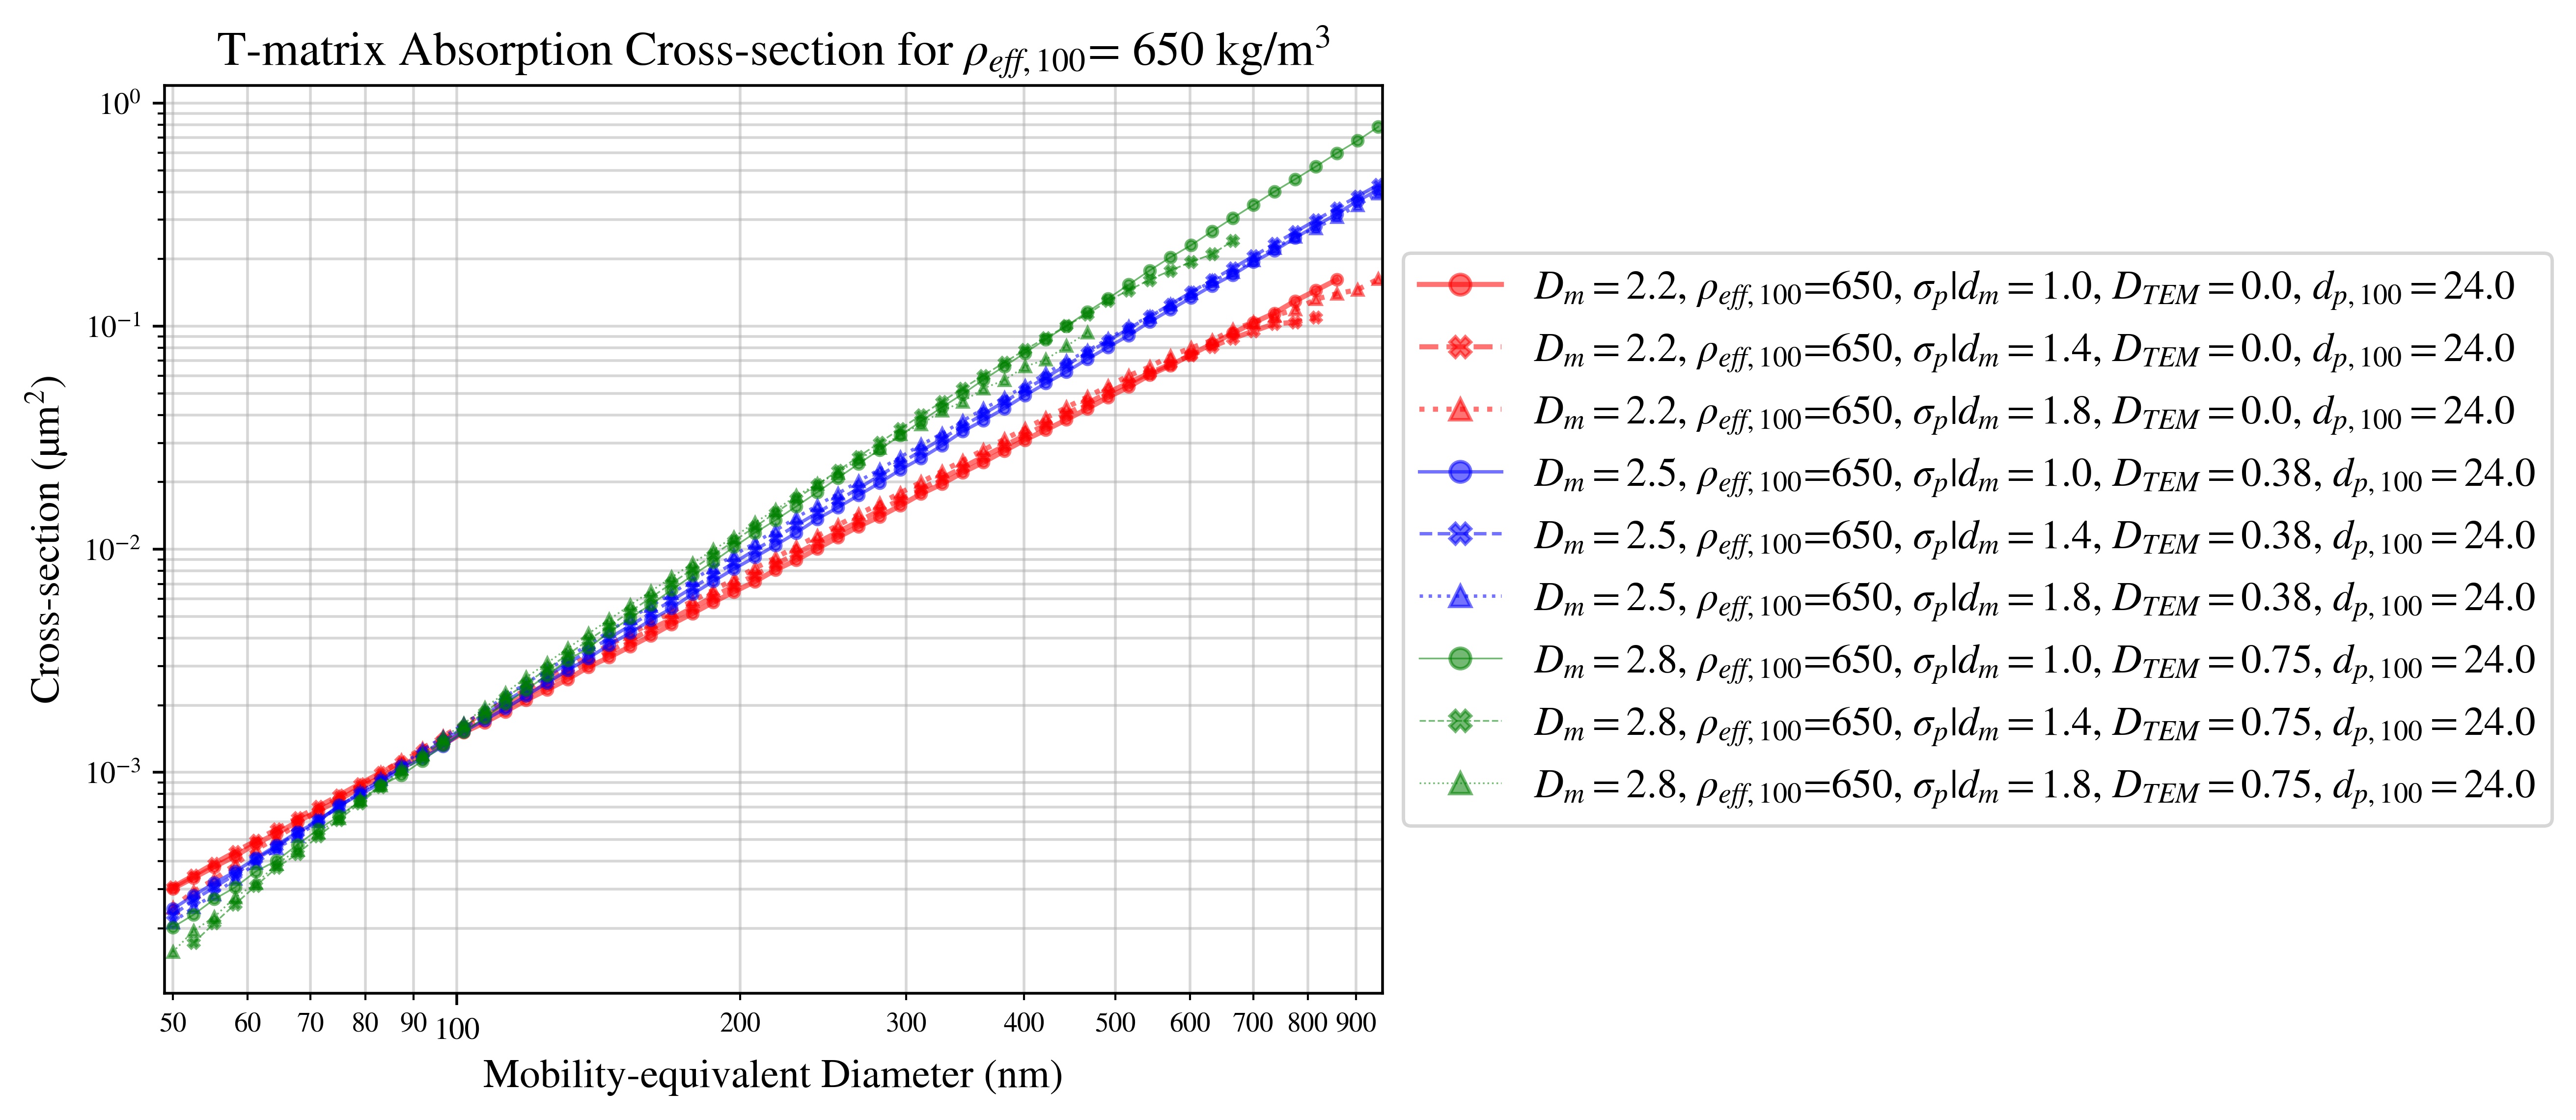 T-matrix Absorption Cross-section for ρeff,100= 650 kg/m³
Cross-section (μm²)
10⁰
10⁻¹
10⁻²
10⁻³
50 60 70 80 90 100 200 300 400 500 600 700 800 900
Mobility-equivalent Diameter (nm)
Dm = 2.2, ρeff,100=650, σp|dm = 1.0, DTEM = 0.0, dp,100 = 24.0
Dm = 2.2, ρeff,100=650, σp|dm = 1.4, DTEM = 0.0, dp,100 = 24.0
Dm = 2.2, ρeff,100=650, σp|dm = 1.8, DTEM = 0.0, dp,100 = 24.0
Dm = 2.5, ρeff,100=650, σp|dm = 1.0, DTEM = 0.38, dp,100 = 24.0
Dm = 2.5, ρeff,100=650, σp|dm = 1.4, DTEM = 0.38, dp,100 = 24.0
Dm = 2.5, ρeff,100=650, σp|dm = 1.8, DTEM = 0.38, dp,100 = 24.0
Dm = 2.8, ρeff,100=650, σp|dm = 1.0, DTEM = 0.75, dp,100 = 24.0
Dm = 2.8, ρeff,100=650, σp|dm = 1.4, DTEM = 0.75, dp,100 = 24.0
Dm = 2.8, ρeff,100=650, σp|dm = 1.8, DTEM = 0.75, dp,100 = 24.0